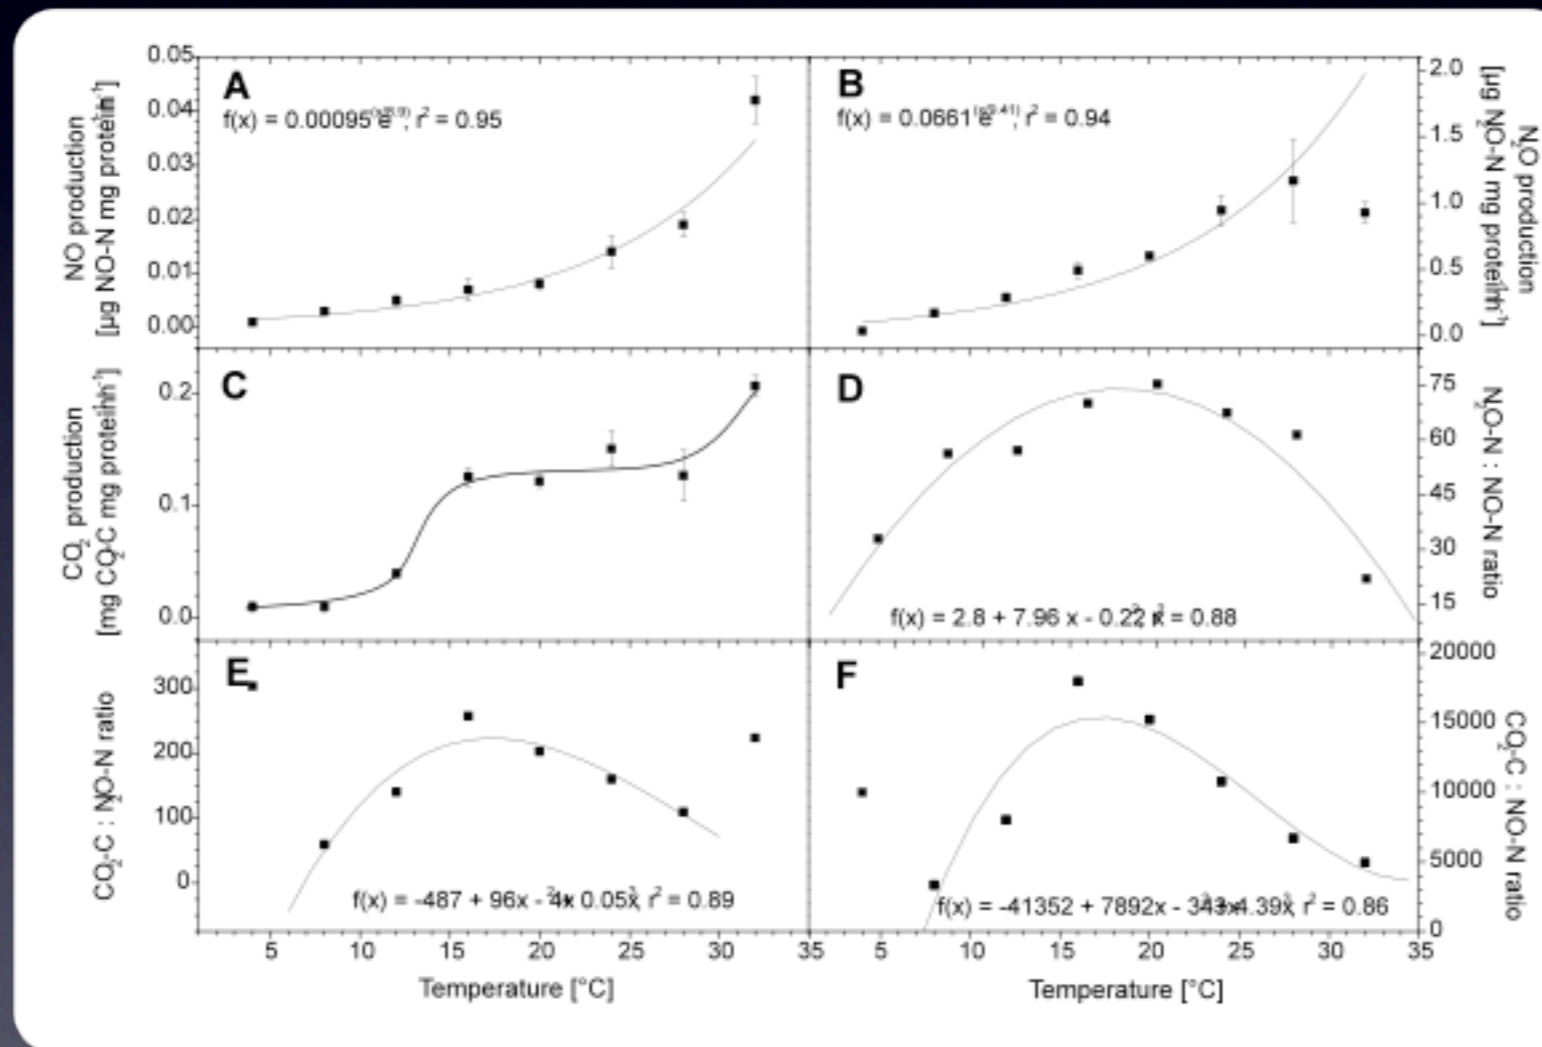 A
f(x) = 0.00095
r² = 0.95
NO production
[µg NO-N mg protein
0.05
0.04
0.03
0.02
0.01
0.00
B
f(x) = 0.0661
r² = 0.94
2.0
1.5
1.0
0.5
0.0
N₂O production
[µg N₂O-N mg protein
C
CO₂ production
[mg CO₂-C mg protein
0.2
0.1
0.0
D
f(x) = 2.8 + 7.96 x - 0.22
= 0.88
75
60
45
30
15
N₂O-N : NO-N ratio
E
CO₂-C : N₂O-N ratio
300
200
100
0
f(x) = -487 + 96x -
0.05x³, r² = 0.89
F
f(x) = -41352 + 7892x - 343x
4.39x³, r² = 0.86
20000
15000
10000
5000
0
CO₂-C : NO-N ratio
5 10 15 20 25 30 35 5 10 15 20 25 30 35
Temperature [°C] Temperature [°C]